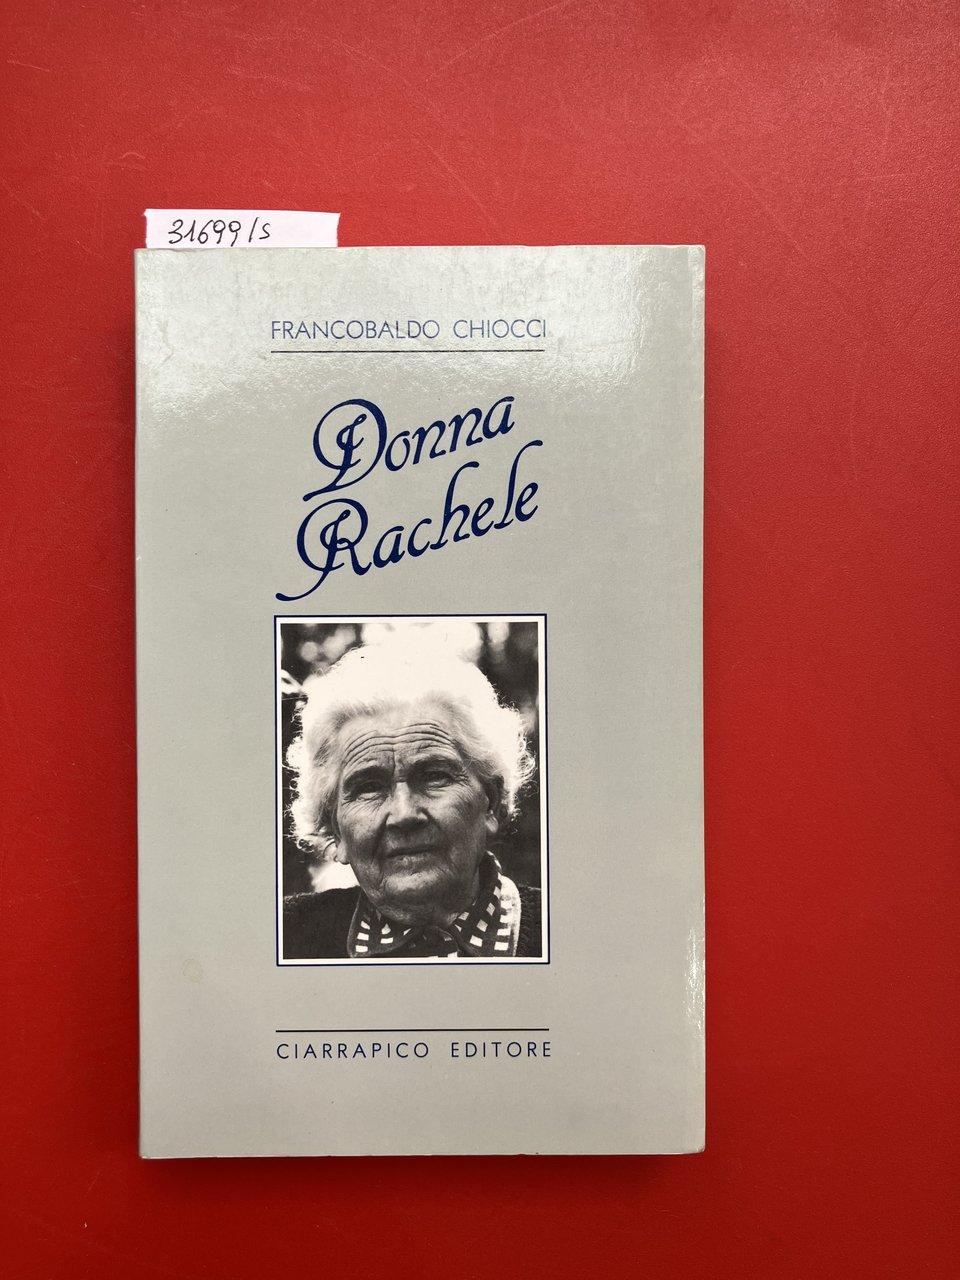 31699/s
FRANCOBALDO CHIOCCI
Donna
Rachele
CIARRAPICO EDITORE